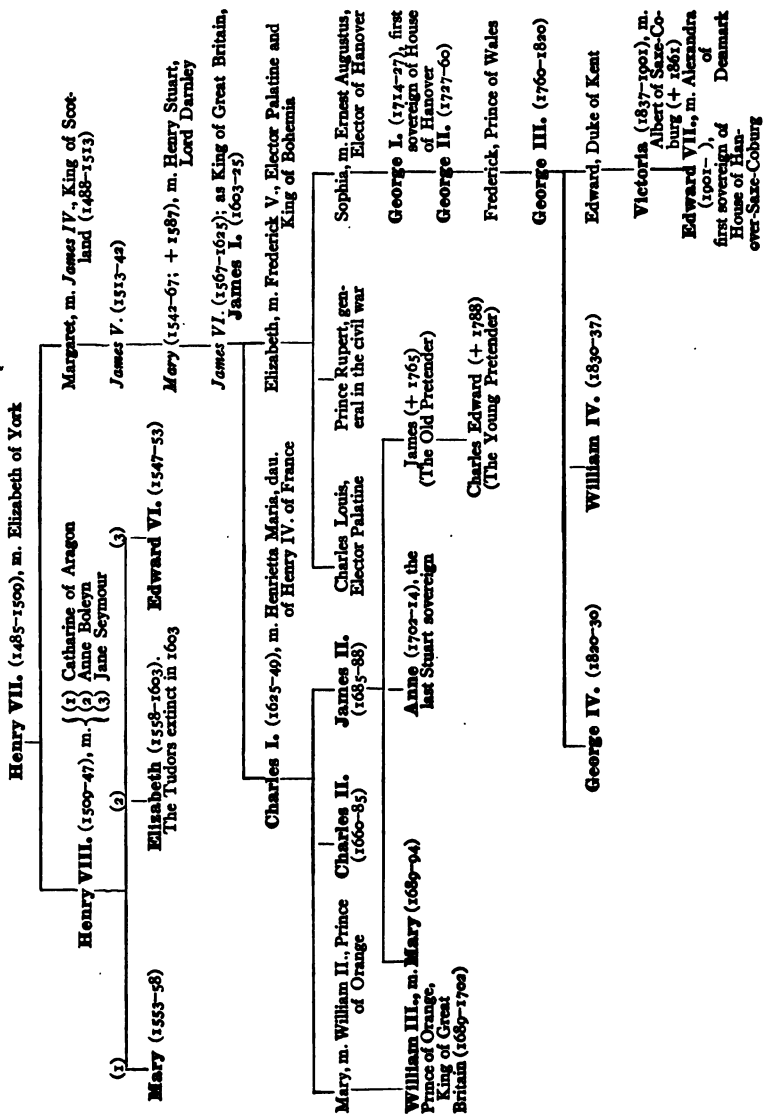 Henry VII. (1485-1509), m. Elizabeth of York
Henry VIII. (1509-47), m.
(1) Catharine of Aragon
(2) Anne Boleyn
(3) Jane Seymour
Margaret, m. James IV., King of Scot-
land (1488-1513)
(1)
(2)
(3)
James V. (1513-42)
Mary (1553-58)
Elizabeth (1558-1603).
The Tudors extinct in 1603
Edward VI. (1547-53)
Mary (1542-67; + 1587), m. Henry Stuart,
Lord Darnley
James VI. (1567-1625); as King of Great Britain,
James I. (1603-25)
Charles I. (1625-49), m. Henrietta Maria, dau.
of Henry IV. of France
Elizabeth, m. Frederick V., Elector Palatine and
King of Bohemia
Mary, m. William II., Prince
of Orange
Charles II.
(1660-85)
James II.
(1685-88)
Charles Louis,
Elector Palatine
Prince Rupert, gen-
eral in the civil war
Sophia, m. Ernest Augustus,
Elector of Hanover
William III., m. Mary (1689-94)
Prince of Orange,
King of Great
Britain (1689-1702)
Anne (1702-14), the
last Stuart sovereign
James (+ 1765)
(The Old Pretender)
George I. (1714-27), first
sovereign of House
of Hanover
George II. (1727-60)
Charles Edward (+ 1788)
(The Young Pretender)
Frederick, Prince of Wales
George III. (1760-1820)
George IV. (1820-30)
William IV. (1830-37)
Edward, Duke of Kent
Victoria (1837-1901), m.
Albert of Saxe-Co-
burg (+ 1861)
Edward VII., m. Alexandra
(1901- ), of
first sovereign of Denmark
House of Han-
over-Saxe-Coburg